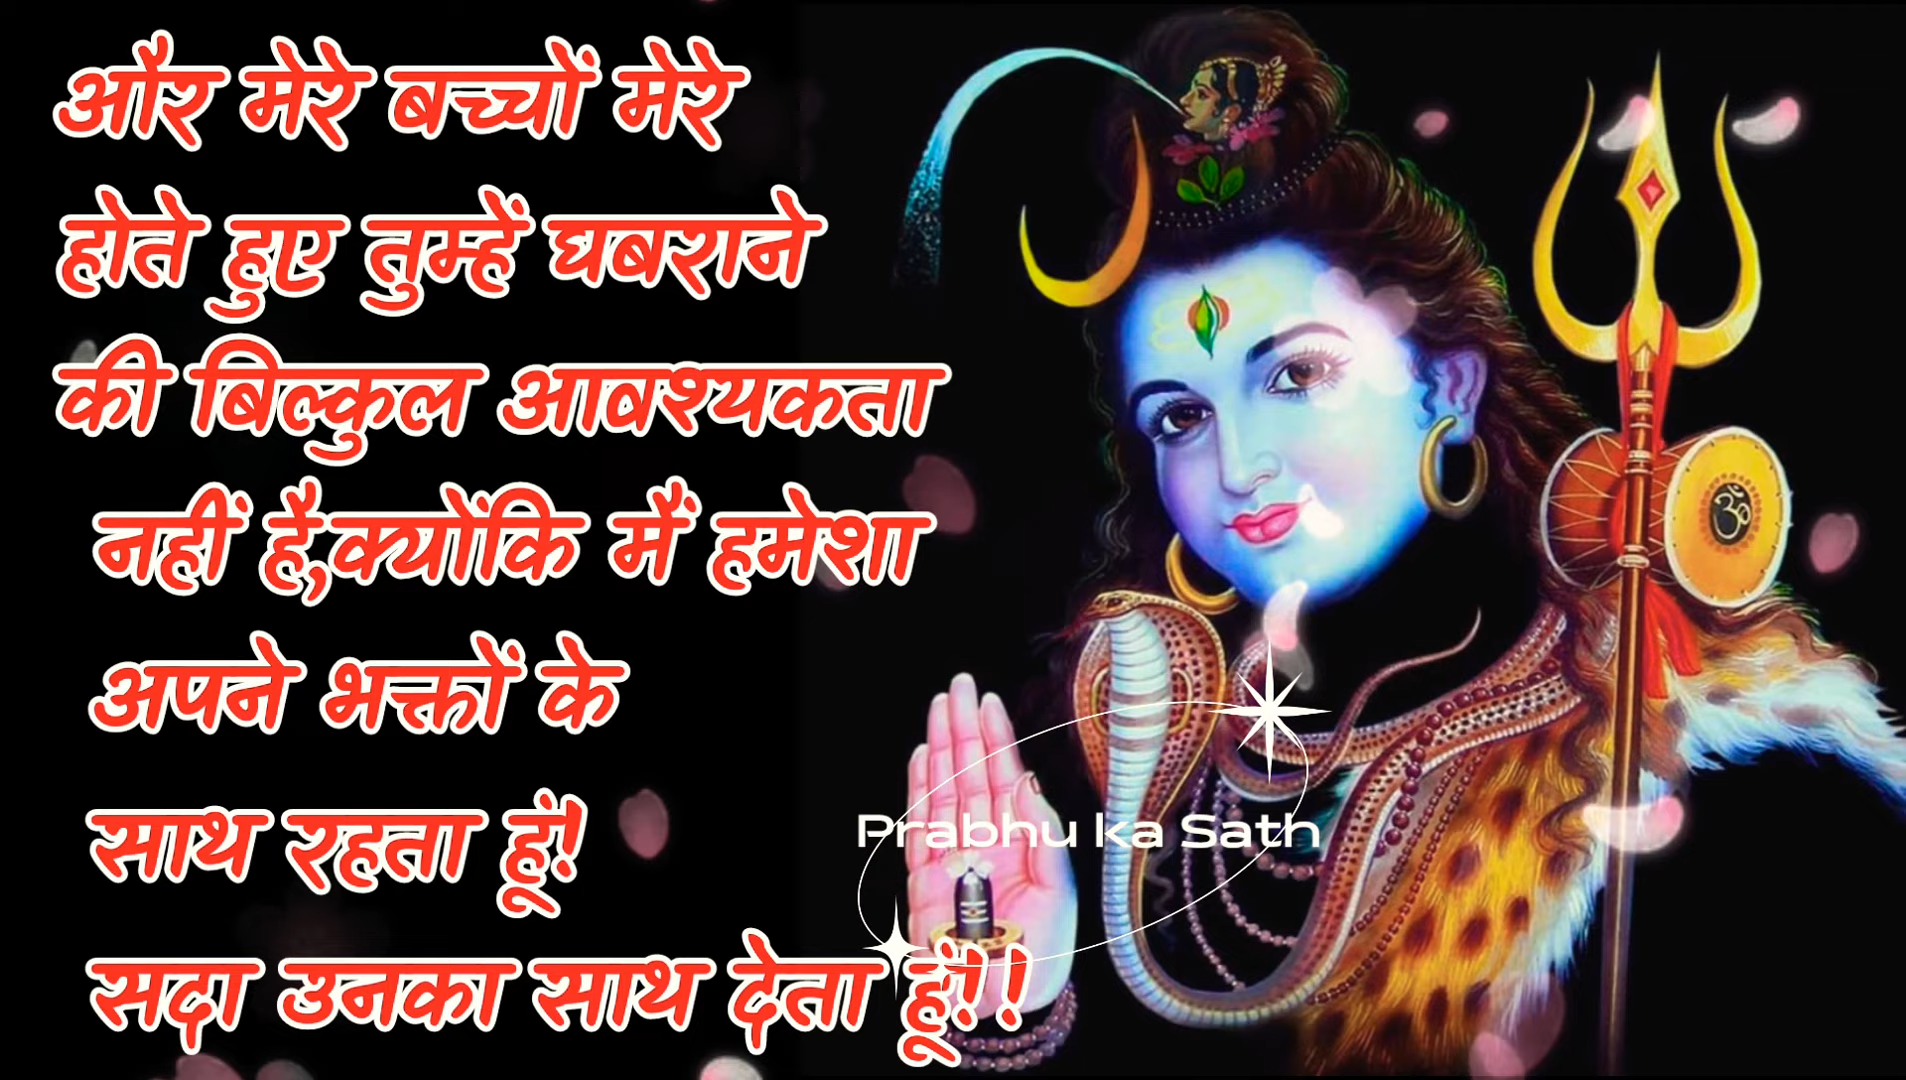 और मेरे बच्चों मेरे
होते हुए तुम्हें घबराने
की बिल्कुल आवश्यकता
नहीं है,क्योंकि मैं हमेशा
अपने भक्तों के
साथ रहता हूं!
सदा उनका साथ देता हूं!!
Prabhu ka Sath
ॐ